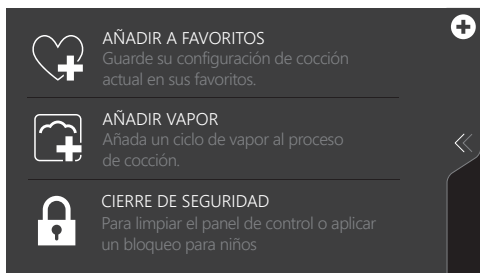 AÑADIR A FAVORITOS
Guarde su configuración de cocción
actual en sus favoritos.
AÑADIR VAPOR
Añada un ciclo de vapor al proceso
de cocción.
CIERRE DE SEGURIDAD
Para limpiar el panel de control o aplicar
un bloqueo para niños